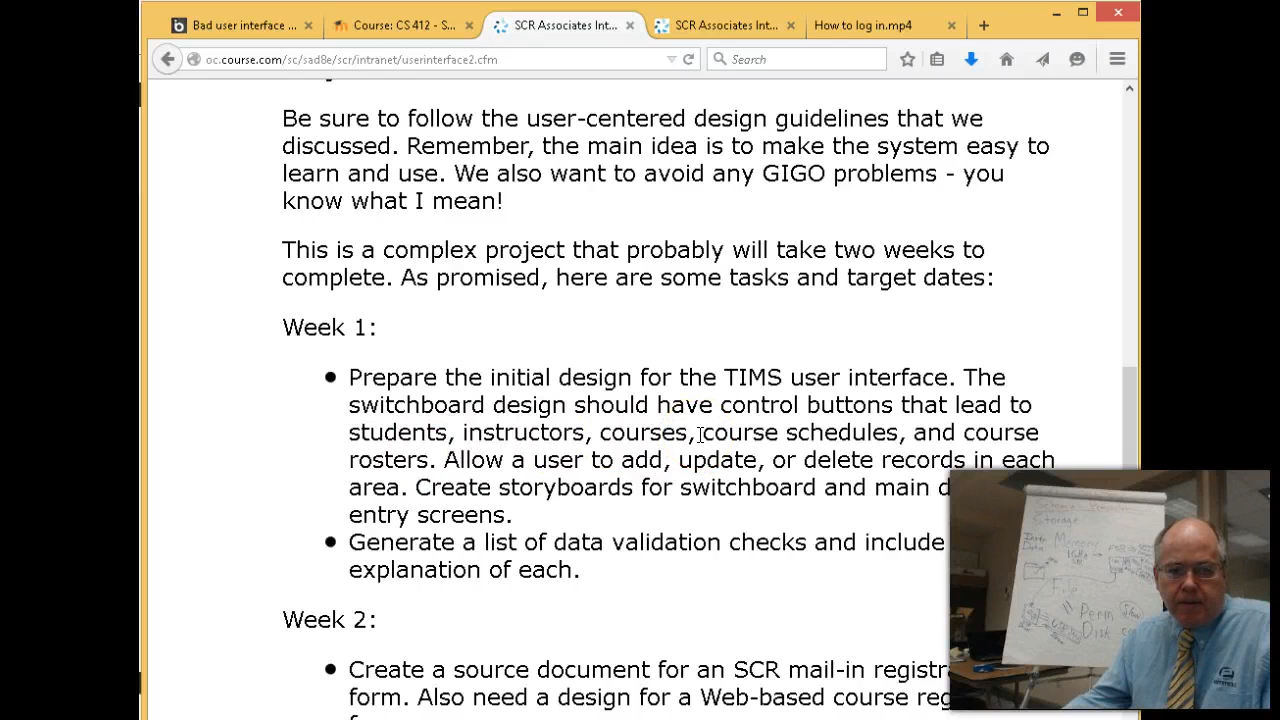 Bad user interface ...
Course: CS 412 - S...
SCR Associates Int...
SCR Associates Int...
How to log in.mp4
oc.course.com/sc/sad8e/scr/intranet/userinterface2.cfm
Search
Be sure to follow the user-centered design guidelines that we
discussed. Remember, the main idea is to make the system easy to
learn and use. We also want to avoid any GIGO problems - you
know what I mean!
This is a complex project that probably will take two weeks to
complete. As promised, here are some tasks and target dates:
Week 1:
Prepare the initial design for the TIMS user interface. The
switchboard design should have control buttons that lead to
students, instructors, courses, course schedules, and course
rosters. Allow a user to add, update, or delete records in each
area. Create storyboards for switchboard and main d
entry screens.
Generate a list of data validation checks and include
explanation of each.
Week 2:
Create a source document for an SCR mail-in registra
form. Also need a design for a Web-based course reg
Storage
Memory
File
Perm
Disk